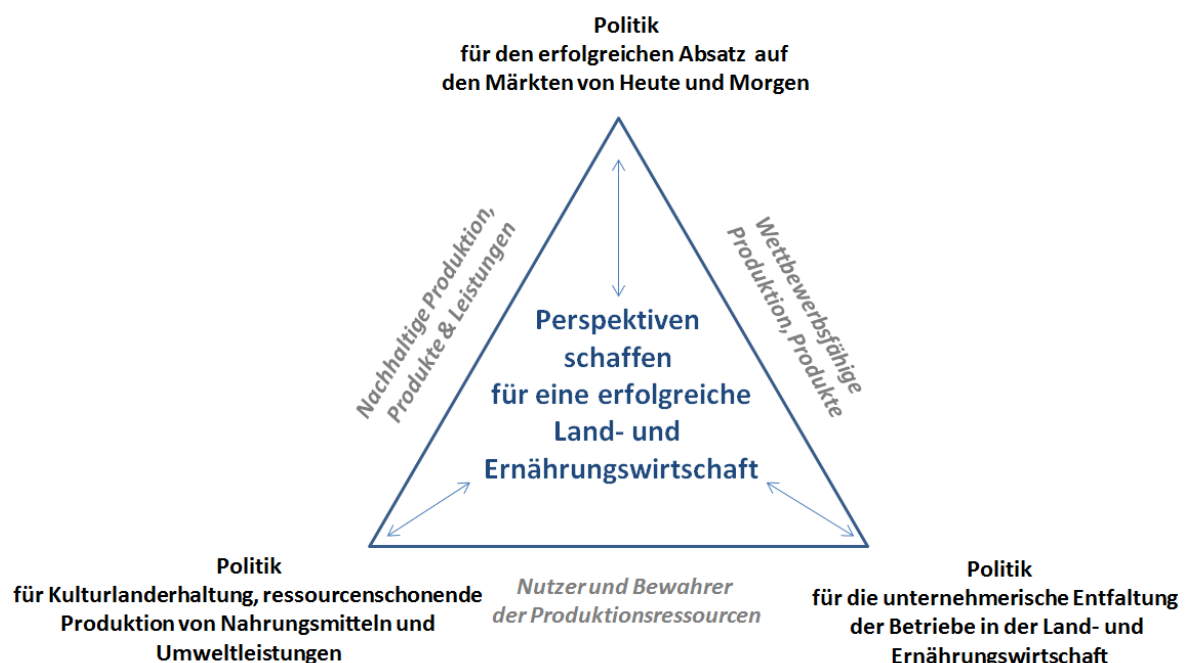 Politik
für den erfolgreichen Absatz auf
den Märkten von Heute und Morgen
Nachhaltige Produktion,
Produkte & Leistungen
Wettbewerbsfähige
Produktion, Produkte
Perspektiven
schaffen
für eine erfolgreiche
Land- und
Ernährungswirtschaft
Politik
für Kulturlanderhaltung, ressourcenschonende
Produktion von Nahrungsmitteln und
Umweltleistungen
Nutzer und Bewahrer
der Produktionsressourcen
Politik
für die unternehmerische Entfaltung
der Betriebe in der Land- und
Ernährungswirtschaft